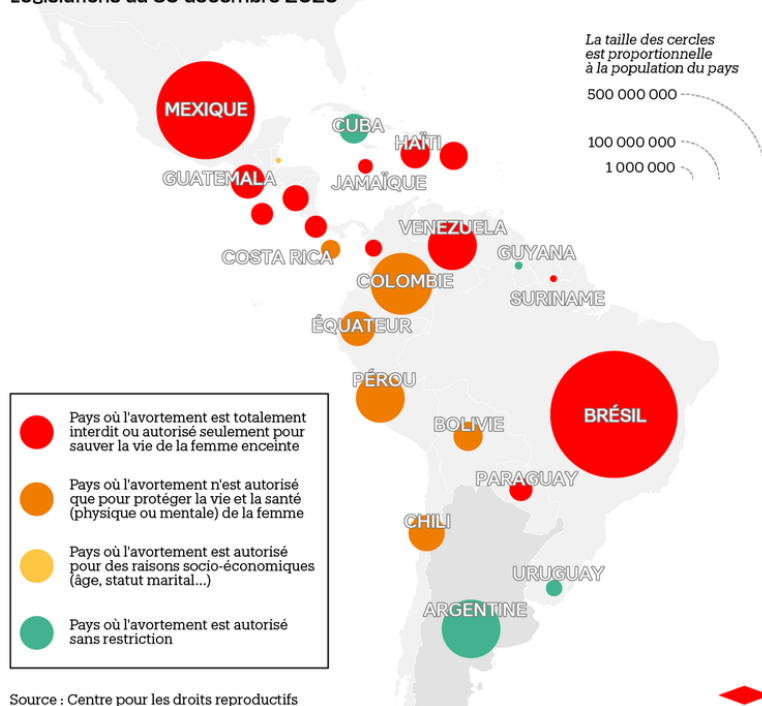 Législations au 30 décembre 2020
La taille des cercles
est proportionnelle
à la population du pays
500 000 000
100 000 000
1 000 000
MEXIQUE
CUBA
HAÏTI
JAMAÏQUE
GUATEMALA
COSTA RICA
VENEZUELA
GUYANA
SURINAME
COLOMBIE
ÉQUATEUR
PÉROU
BRÉSIL
BOLIVIE
PARAGUAY
CHILI
URUGUAY
ARGENTINE
Pays où l'avortement est totalement
interdit ou autorisé seulement pour
sauver la vie de la femme enceinte
Pays où l'avortement n'est autorisé
que pour protéger la vie et la santé
(physique ou mentale) de la femme
Pays où l'avortement est autorisé
pour des raisons socio-économiques
(âge, statut marital...)
Pays où l'avortement est autorisé
sans restriction
Source : Centre pour les droits reproductifs